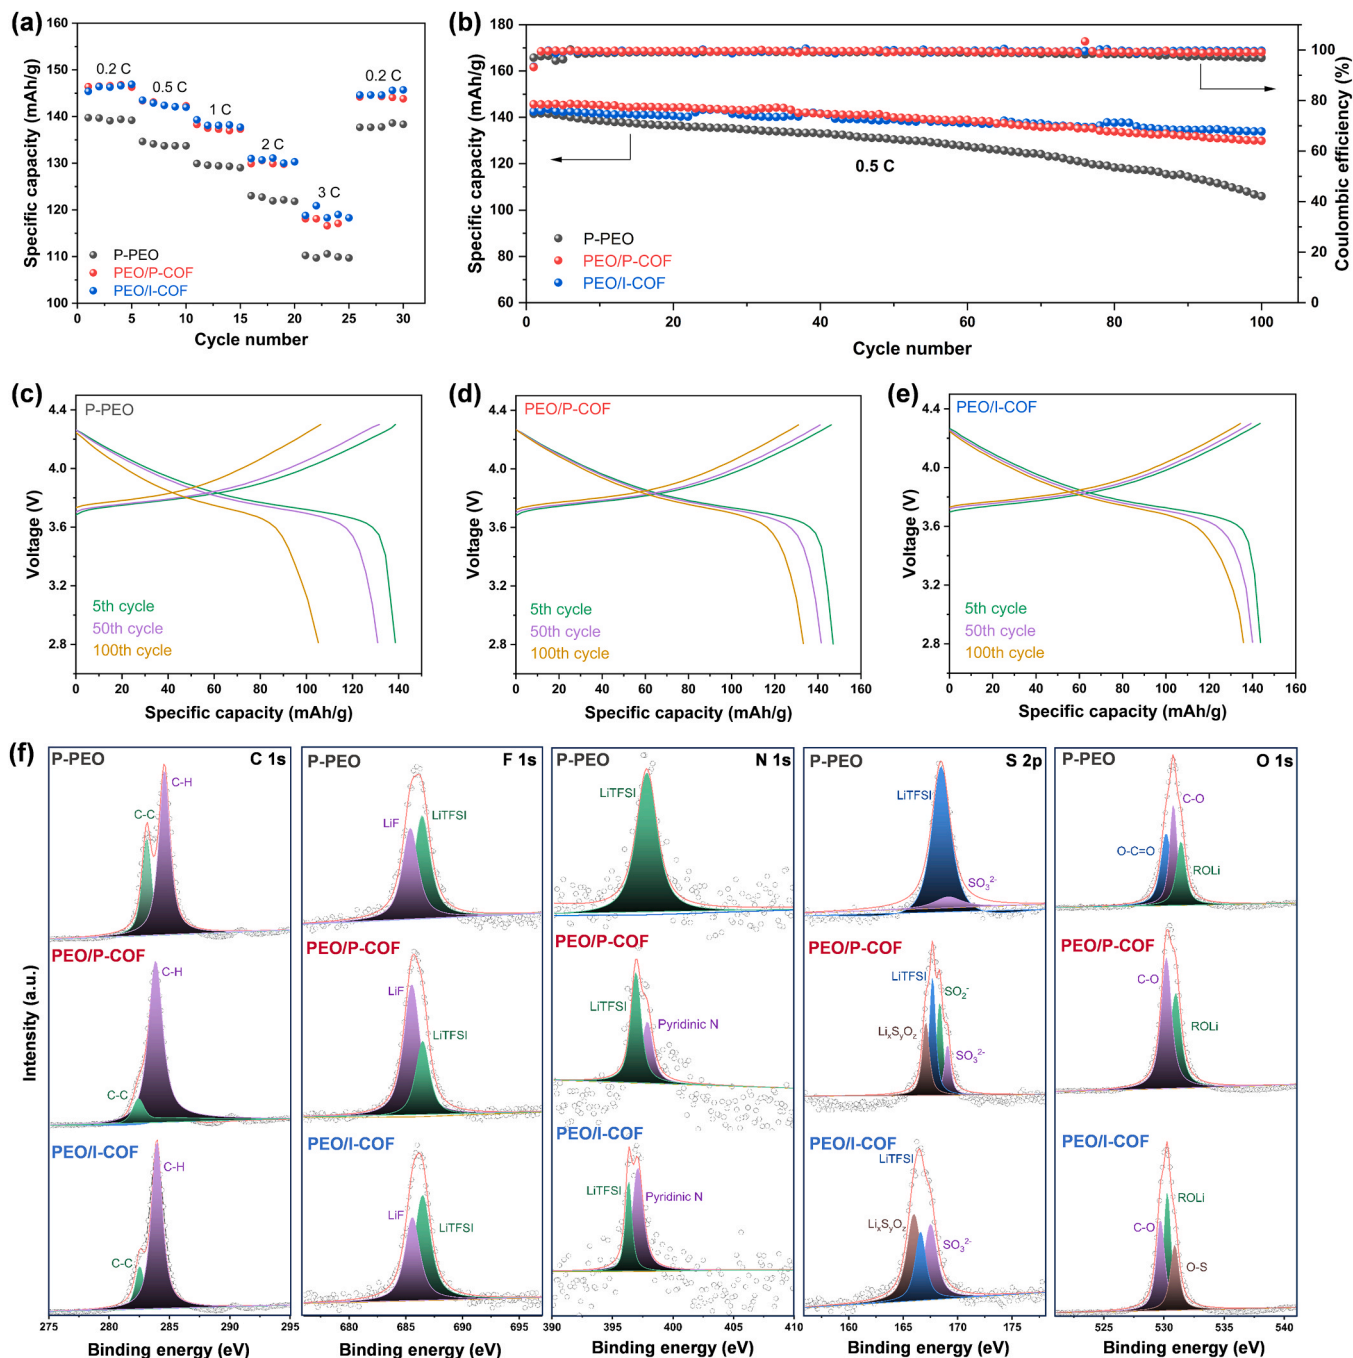 (a)
160
150
140
130
120
110
100
Specific capacity (mAh/g)
0.2 C
0.5 C
1 C
2 C
3 C
0.2 C
P-PEO
PEO/P-COF
PEO/I-COF
0 5 10 15 20 25 30
Cycle number
(b)
180
160
140
120
100
80
60
Specific capacity (mAh/g)
0.5 C
P-PEO
PEO/P-COF
PEO/I-COF
0 20 40 60 80 100
Cycle number
100
80
60
40
20
0
Coulombic efficiency (%)
(c)
P-PEO
4.4
4.0
3.6
3.2
2.8
Voltage (V)
5th cycle
50th cycle
100th cycle
0 20 40 60 80 100 120 140
Specific capacity (mAh/g)
(d)
PEO/P-COF
4.4
4.0
3.6
3.2
2.8
Voltage (V)
5th cycle
50th cycle
100th cycle
0 20 40 60 80 100 120 140 160
Specific capacity (mAh/g)
(e)
PEO/I-COF
4.4
4.0
3.6
3.2
2.8
Voltage (V)
5th cycle
50th cycle
100th cycle
0 20 40 60 80 100 120 140 160
Specific capacity (mAh/g)
(f)
Intensity (a.u.)
P-PEO C 1s
C-H
C-C
PEO/P-COF
C-H
C-C
PEO/I-COF
C-H
C-C
275 280 285 290 295
Binding energy (eV)
P-PEO F 1s
LiF
LiTFSI
PEO/P-COF
LiF
LiTFSI
PEO/I-COF
LiF
LiTFSI
680 685 690 695
Binding energy (eV)
P-PEO N 1s
LiTFSI
PEO/P-COF
LiTFSI
Pyridinic N
PEO/I-COF
LiTFSI
Pyridinic N
390 395 400 405 410
Binding energy (eV)
P-PEO S 2p
LiTFSI
SO₃²⁻
PEO/P-COF
LiTFSI
SO₂⁻
LiₓSᵧO_z
SO₃²⁻
PEO/I-COF
LiTFSI
LiₓSᵧO_z
SO₃²⁻
160 165 170 175
Binding energy (eV)
P-PEO O 1s
C-O
O-C=O
ROLi
PEO/P-COF
C-O
ROLi
PEO/I-COF
ROLi
C-O
O-S
525 530 535 540
Binding energy (eV)